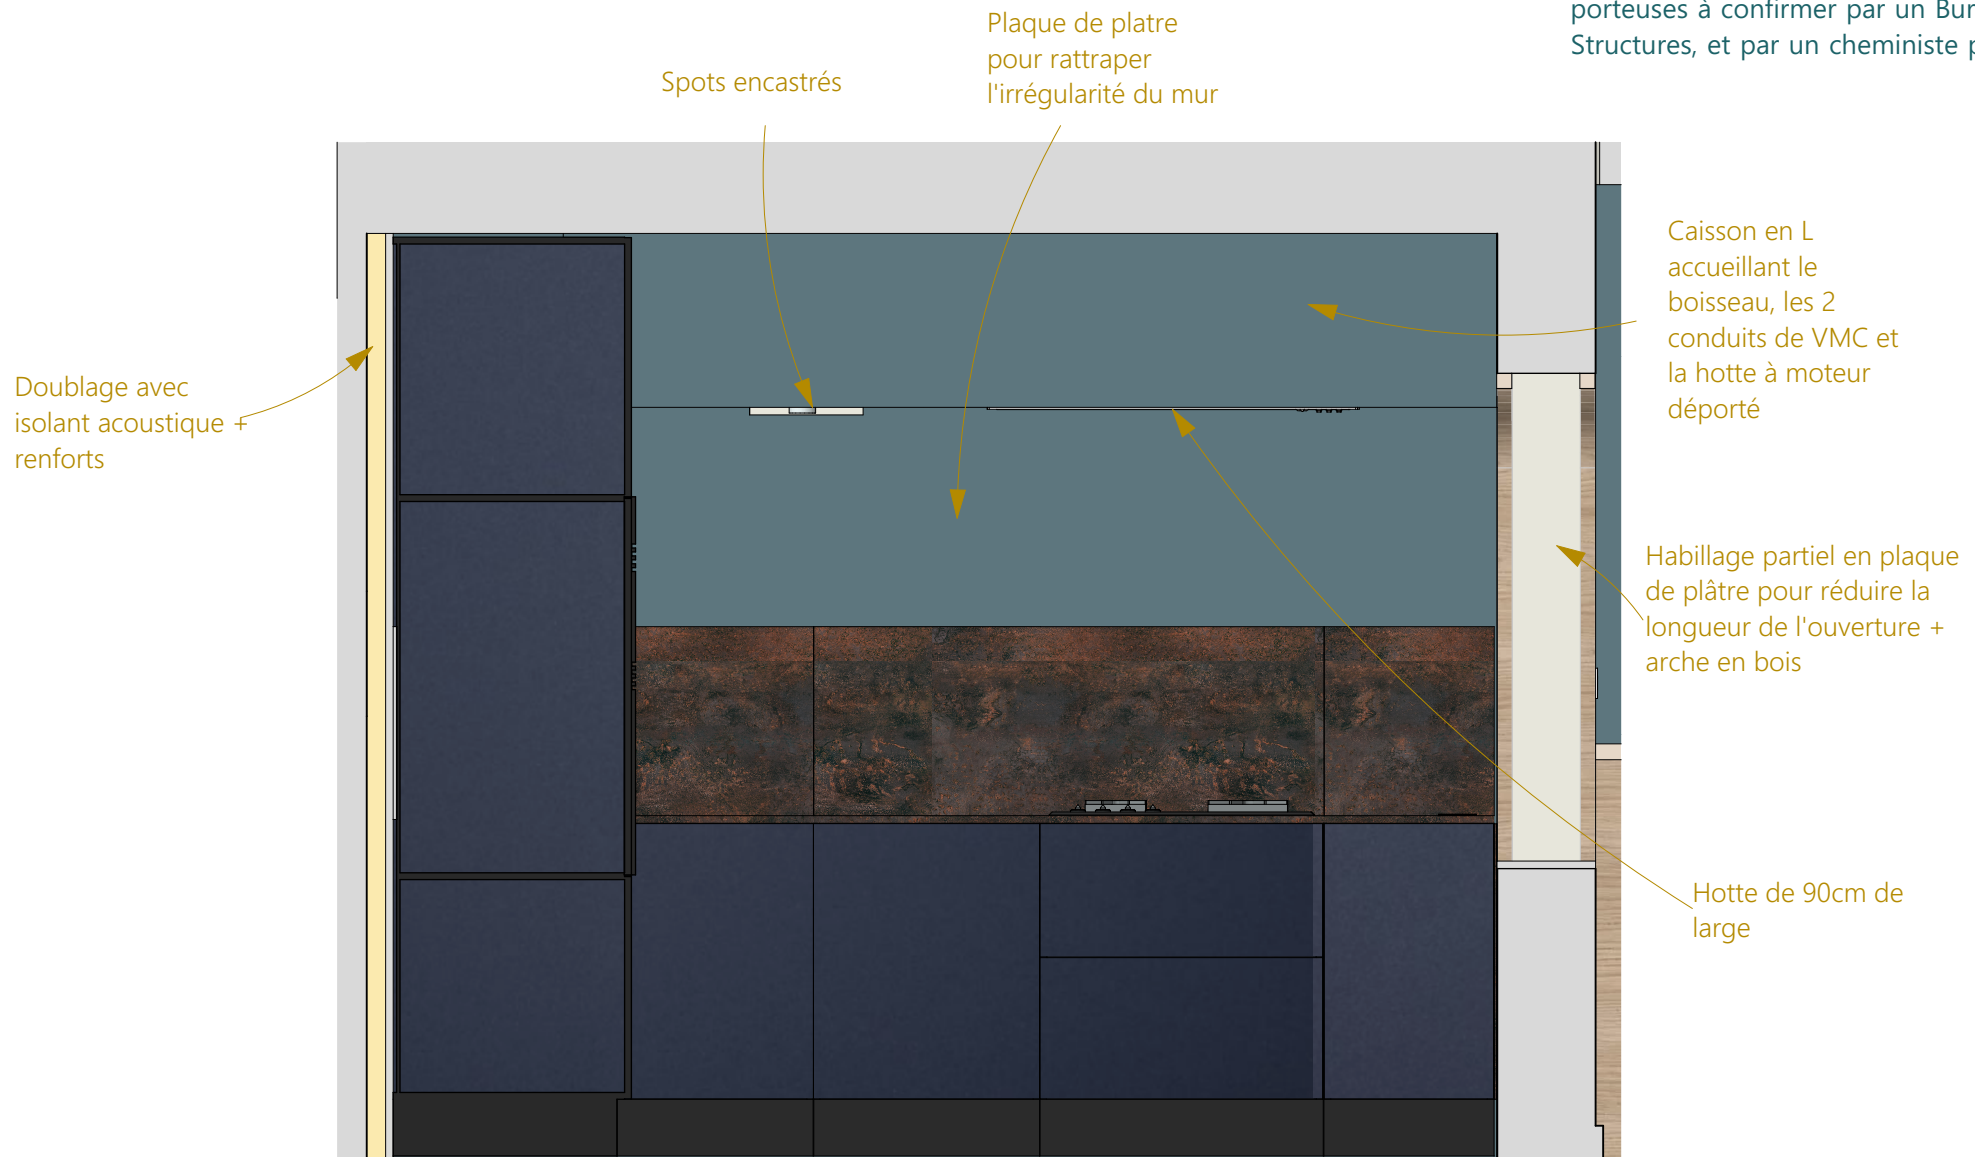 porteuses à confirmer par un
Structures, et par un cheministe
Plaque de platre
pour rattraper
l'irrégularité du mur
Spots encastrés
Caisson en L
accueillant le
boisseau, les 2
conduits de VMC et
la hotte à moteur
déporté
Doublage avec
isolant acoustique +
renforts
Habillage partiel en plaque
de plâtre pour réduire la
longueur de l'ouverture +
arche en bois
Hotte de 90cm de
large